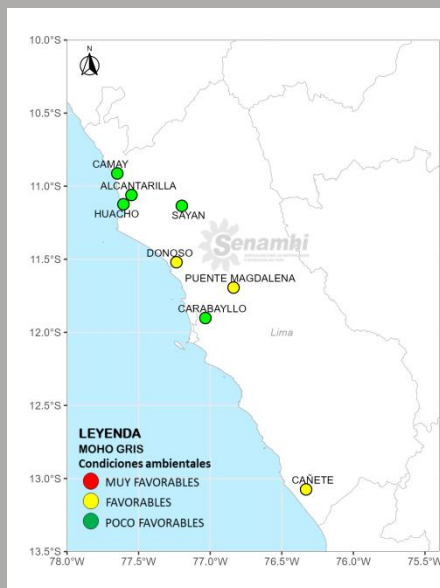 N
10.0°S
10.5°S
11.0°S
11.5°S
12.0°S
12.5°S
13.0°S
13.5°S
CAMAY
ALCANTARILLA
HUACHO
SAYAN
Senamhi
DONOSO
PUENTE MAGDALENA
CARABAYLLO
Lima
CAÑETE
LEYENDA
MOHO GRIS
Condiciones ambientales
MUY FAVORABLES
FAVORABLES
POCO FAVORABLES
78.0°W
77.5°W
77.0°W
76.5°W
76.0°W
75.5°W